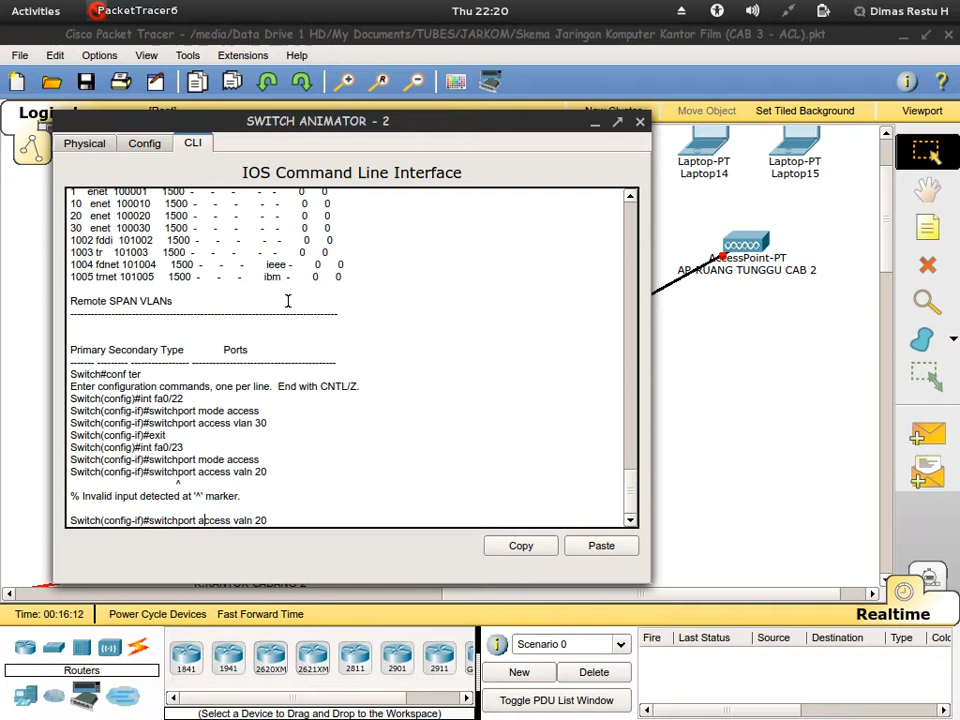 Activities PacketTracer6 Thu 22:20 Dimas Restu H
Cisco Packet Tracer - /media/Data Drive 1 HD/My Documents/TUBES/JARKOM/Skema Jaringan Komputer Kantor Film (CAB 3 - ACL).pkt
File Edit Options View Tools Extensions Help
New Cluster Move Object Set Tiled Background Viewport
SWITCH ANIMATOR - 2
Physical Config CLI
IOS Command Line Interface
1 enet 100001 1500 - - - - - 0 0
10 enet 100010 1500 - - - - - 0 0
20 enet 100020 1500 - - - - - 0 0
30 enet 100030 1500 - - - - - 0 0
1002 fddi 101002 1500 - - - - - 0 0
1003 tr 101003 1500 - - - - - 0 0
1004 fdnet 101004 1500 - - - ieee - 0 0
1005 trnet 101005 1500 - - - ibm - 0 0
Remote SPAN VLANs
------------------------------------------------------------------------------
Primary Secondary Type Ports
------- --------- ----------------- ------------------------------------------
Switch#conf ter
Enter configuration commands, one per line. End with CNTL/Z.
Switch(config)#int fa0/22
Switch(config-if)#switchport mode access
Switch(config-if)#switchport access vlan 30
Switch(config-if)#exit
Switch(config)#int fa0/23
Switch(config-if)#switchport mode access
Switch(config-if)#switchport access valn 20
^
% Invalid input detected at '^' marker.
Switch(config-if)#switchport access valn 20
Copy Paste
Laptop-PT
Laptop14
Laptop-PT
Laptop15
AccessPoint-PT
AP RUANG TUNGGU CAB 2
R.KANTOR CABANG 2
Realtime
Time: 00:16:12 Power Cycle Devices Fast Forward Time
Routers
1841 1941 2620XM 2621XM 2811 2901 2911
(Select a Device to Drag and Drop to the Workspace)
Scenario 0
New Delete
Toggle PDU List Window
Fire Last Status Source Destination Type